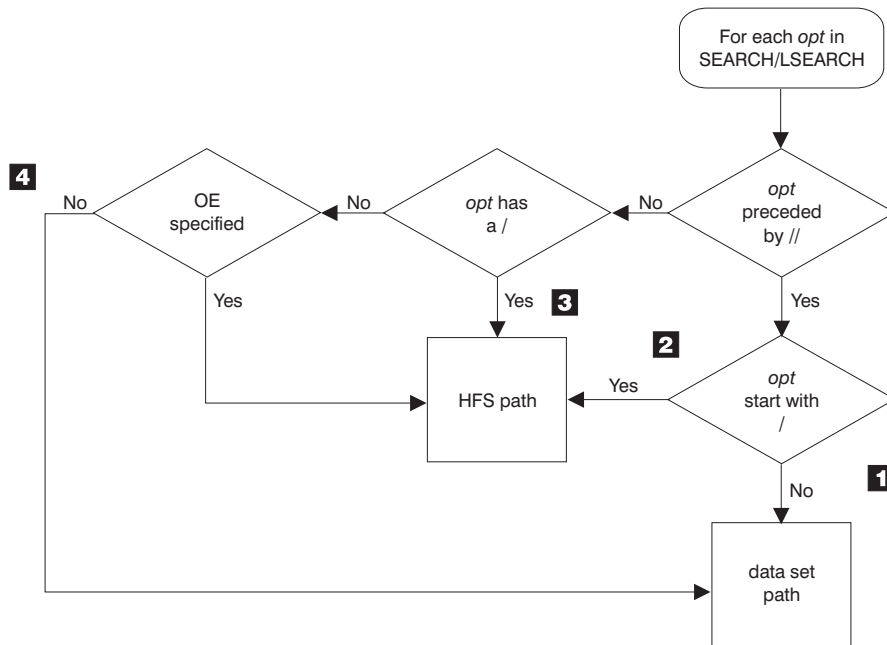 For each opt in
SEARCH/LSEARCH
4
No
OE
specified
No
opt has
a /
No
opt
preceded
by //
Yes
Yes
3
Yes
2
HFS path
Yes
opt
start with
/
1
No
data set
path